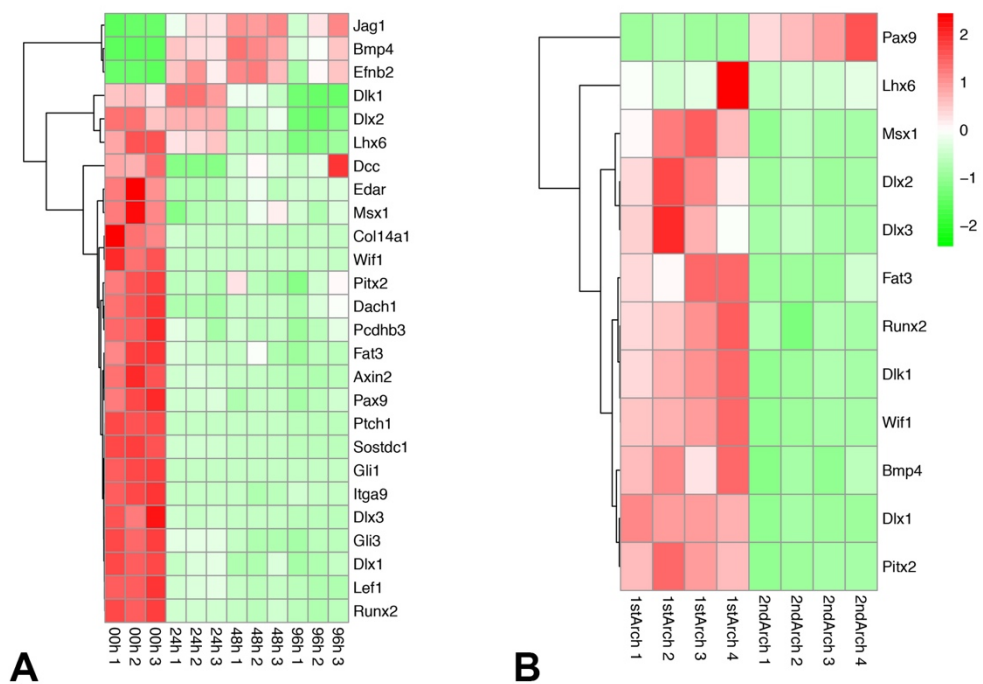 Jag1
Bmp4
Efnb2
Dlk1
Dlx2
Lhx6
Dcc
Edar
Msx1
Col14a1
Wif1
Pitx2
Dach1
Pcdhb3
Fat3
Axin2
Pax9
Ptch1
Sostdc1
Gli1
Itga9
Dlx3
Gli3
Dlx1
Lef1
Runx2
00h 1
00h 2
00h 3
24h 1
24h 2
24h 3
48h 1
48h 2
48h 3
96h 1
96h 2
96h 3
A
Pax9
Lhx6
Msx1
Dlx2
Dlx3
Fat3
Runx2
Dlk1
Wif1
Bmp4
Dlx1
Pitx2
1stArch 1
1stArch 2
1stArch 3
1stArch 4
2ndArch 1
2ndArch 2
2ndArch 3
2ndArch 4
2
1
0
−1
−2
B